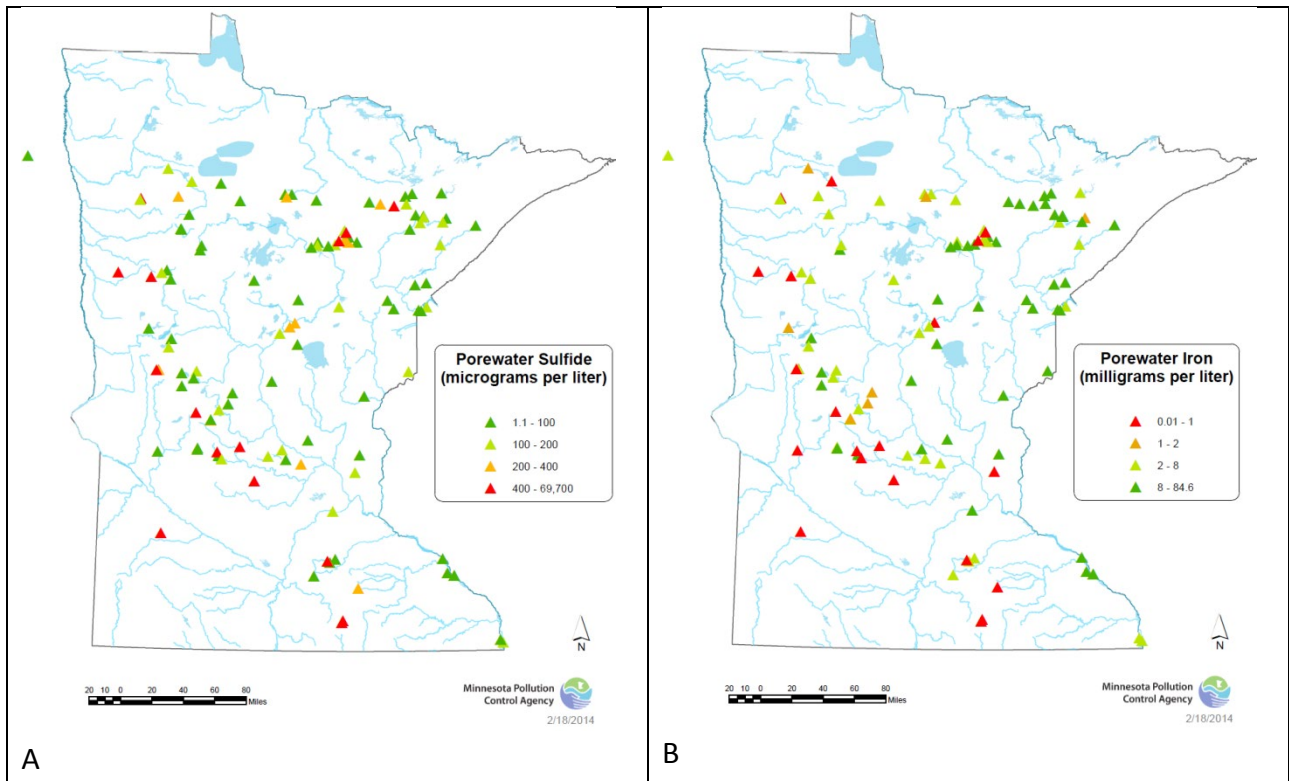 Porewater Sulfide
(micrograms per liter)
1.1 - 100
100 - 200
200 - 400
400 - 69,700
N
20 10 0 20 40 60 80
Miles
Minnesota Pollution
Control Agency
2/18/2014
A
Porewater Iron
(milligrams per liter)
0.01 - 1
1 - 2
2 - 8
8 - 84.6
N
20 10 0 20 40 60 80
Miles
Minnesota Pollution
Control Agency
2/18/2014
B